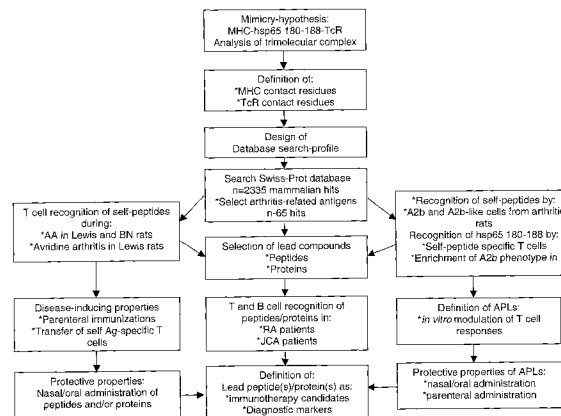 Mimicry-hypothesis:
MHC-hsp65 180-188-TcR
Analysis of trimolecular complex
Definition of:
*MHC contact residues
*TcR contact residues
Design of
Database search-profile
Search Swiss-Prot database
n=2335 mammalian hits
*Select arthritis-related antigens
n-65 hits
T cell recognition of self-peptides
during:
*AA in Lewis and BN rats
*Avridine arthritis in Lewis rats
*Recognition of self-peptides by:
*A2b and A2b-like cells from arthritic
rats
Recognition of hsp65 180-188 by:
*Self-peptide specific T cells
*Enrichment of A2b phenotype in
Selection of lead compounds
*Peptides
*Proteins
Disease-inducing properties
*Parenteral immunizations
*Transfer of self Ag-specific T
cells
T and B cell recognition of
peptides/proteins in:
*RA patients
*JCA patients
Definition of APLs:
*in vitro modulation of T cell
responses
Protective properties:
Nasal/oral administration of
peptides and/or proteins
Definition of:
Lead peptide(s)/protein(s) as:
*immunotherapy candidates
*Diagnostic markers
Protective properties of APLs:
*nasal/oral administration
*parenteral administration